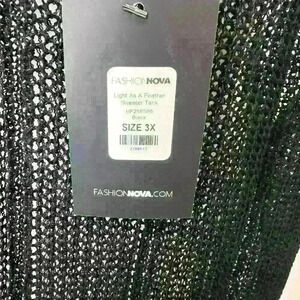 FASHIONNOVA
Light As A Feather
Sweater Tank
Black
SIZE 3X
FASHIONNOVA.COM